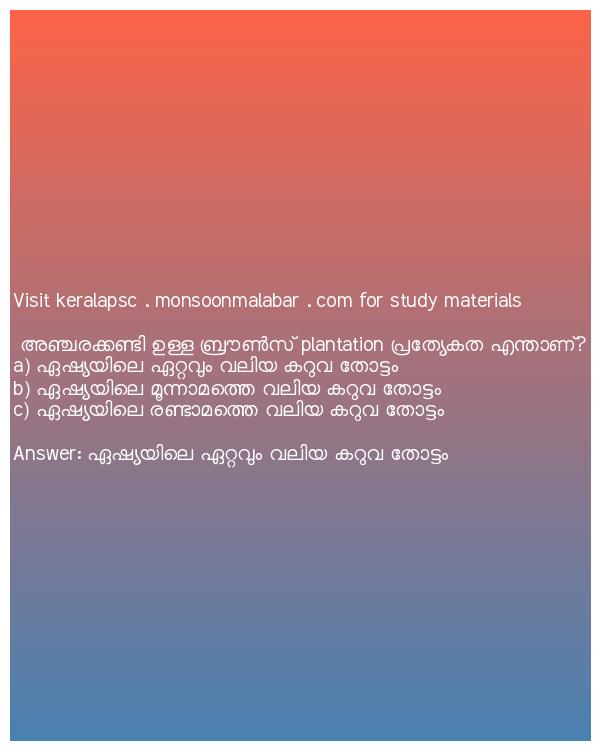 Visit keralapsc . monsoonmalabar . com for study materials
അഞ്ചരക്കണ്ടി ഉള്ള ബ്രൗൺസ് plantation പ്രത്യേകത എന്താണ്?
a) ഏഷ്യയിലെ ഏറ്റവും വലിയ കറുവ തോട്ടം
b) ഏഷ്യയിലെ മൂന്നാമത്തെ വലിയ കറുവ തോട്ടം
c) ഏഷ്യയിലെ രണ്ടാമത്തെ വലിയ കറുവ തോട്ടം
Answer: ഏഷ്യയിലെ ഏറ്റവും വലിയ കറുവ തോട്ടം